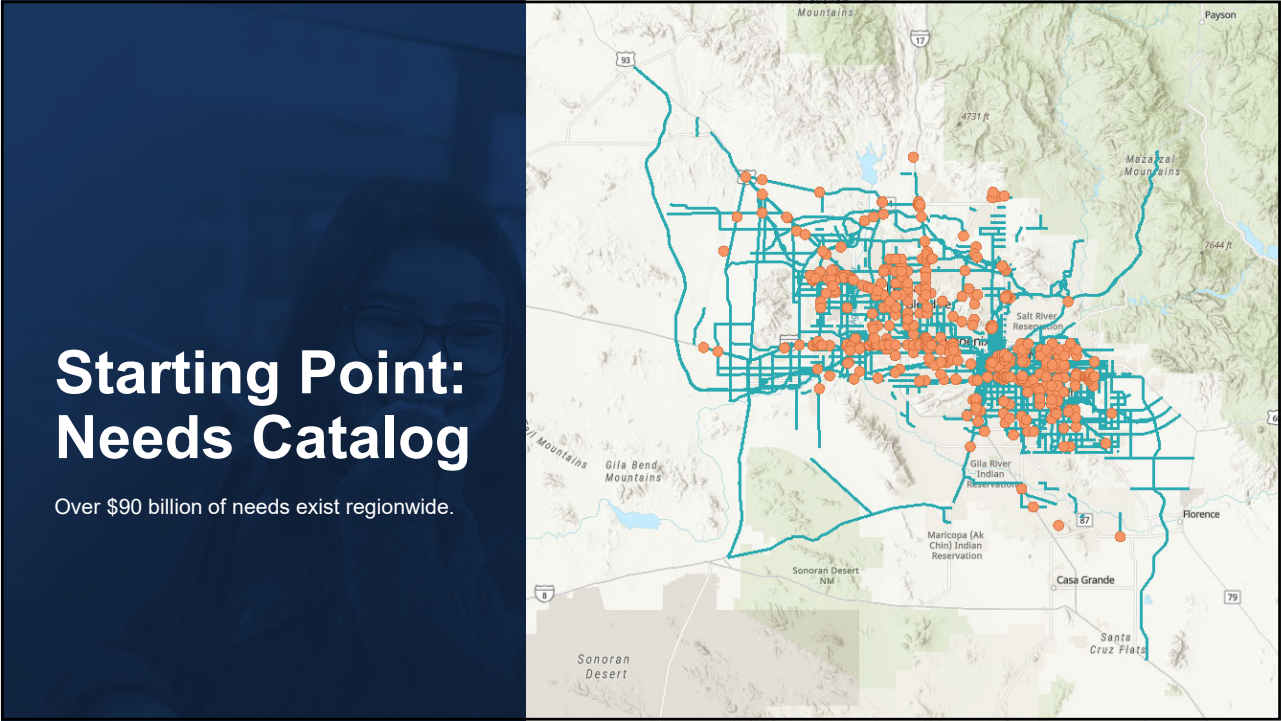 Starting Point:
Needs Catalog
Over $90 billion of needs exist regionwide.
Mountains
Payson
17
93
4731 ft
Mazatzal
Mountains
7644 ft
Salt River
Reservation
Gila Bend
Mountains
Mountains
Gila River
Indian
Reservation
87
Florence
Maricopa (Ak
Chin) Indian
Reservation
Sonoran Desert
NM
Casa Grande
8
79
Santa
Cruz Flats
Sonoran
Desert